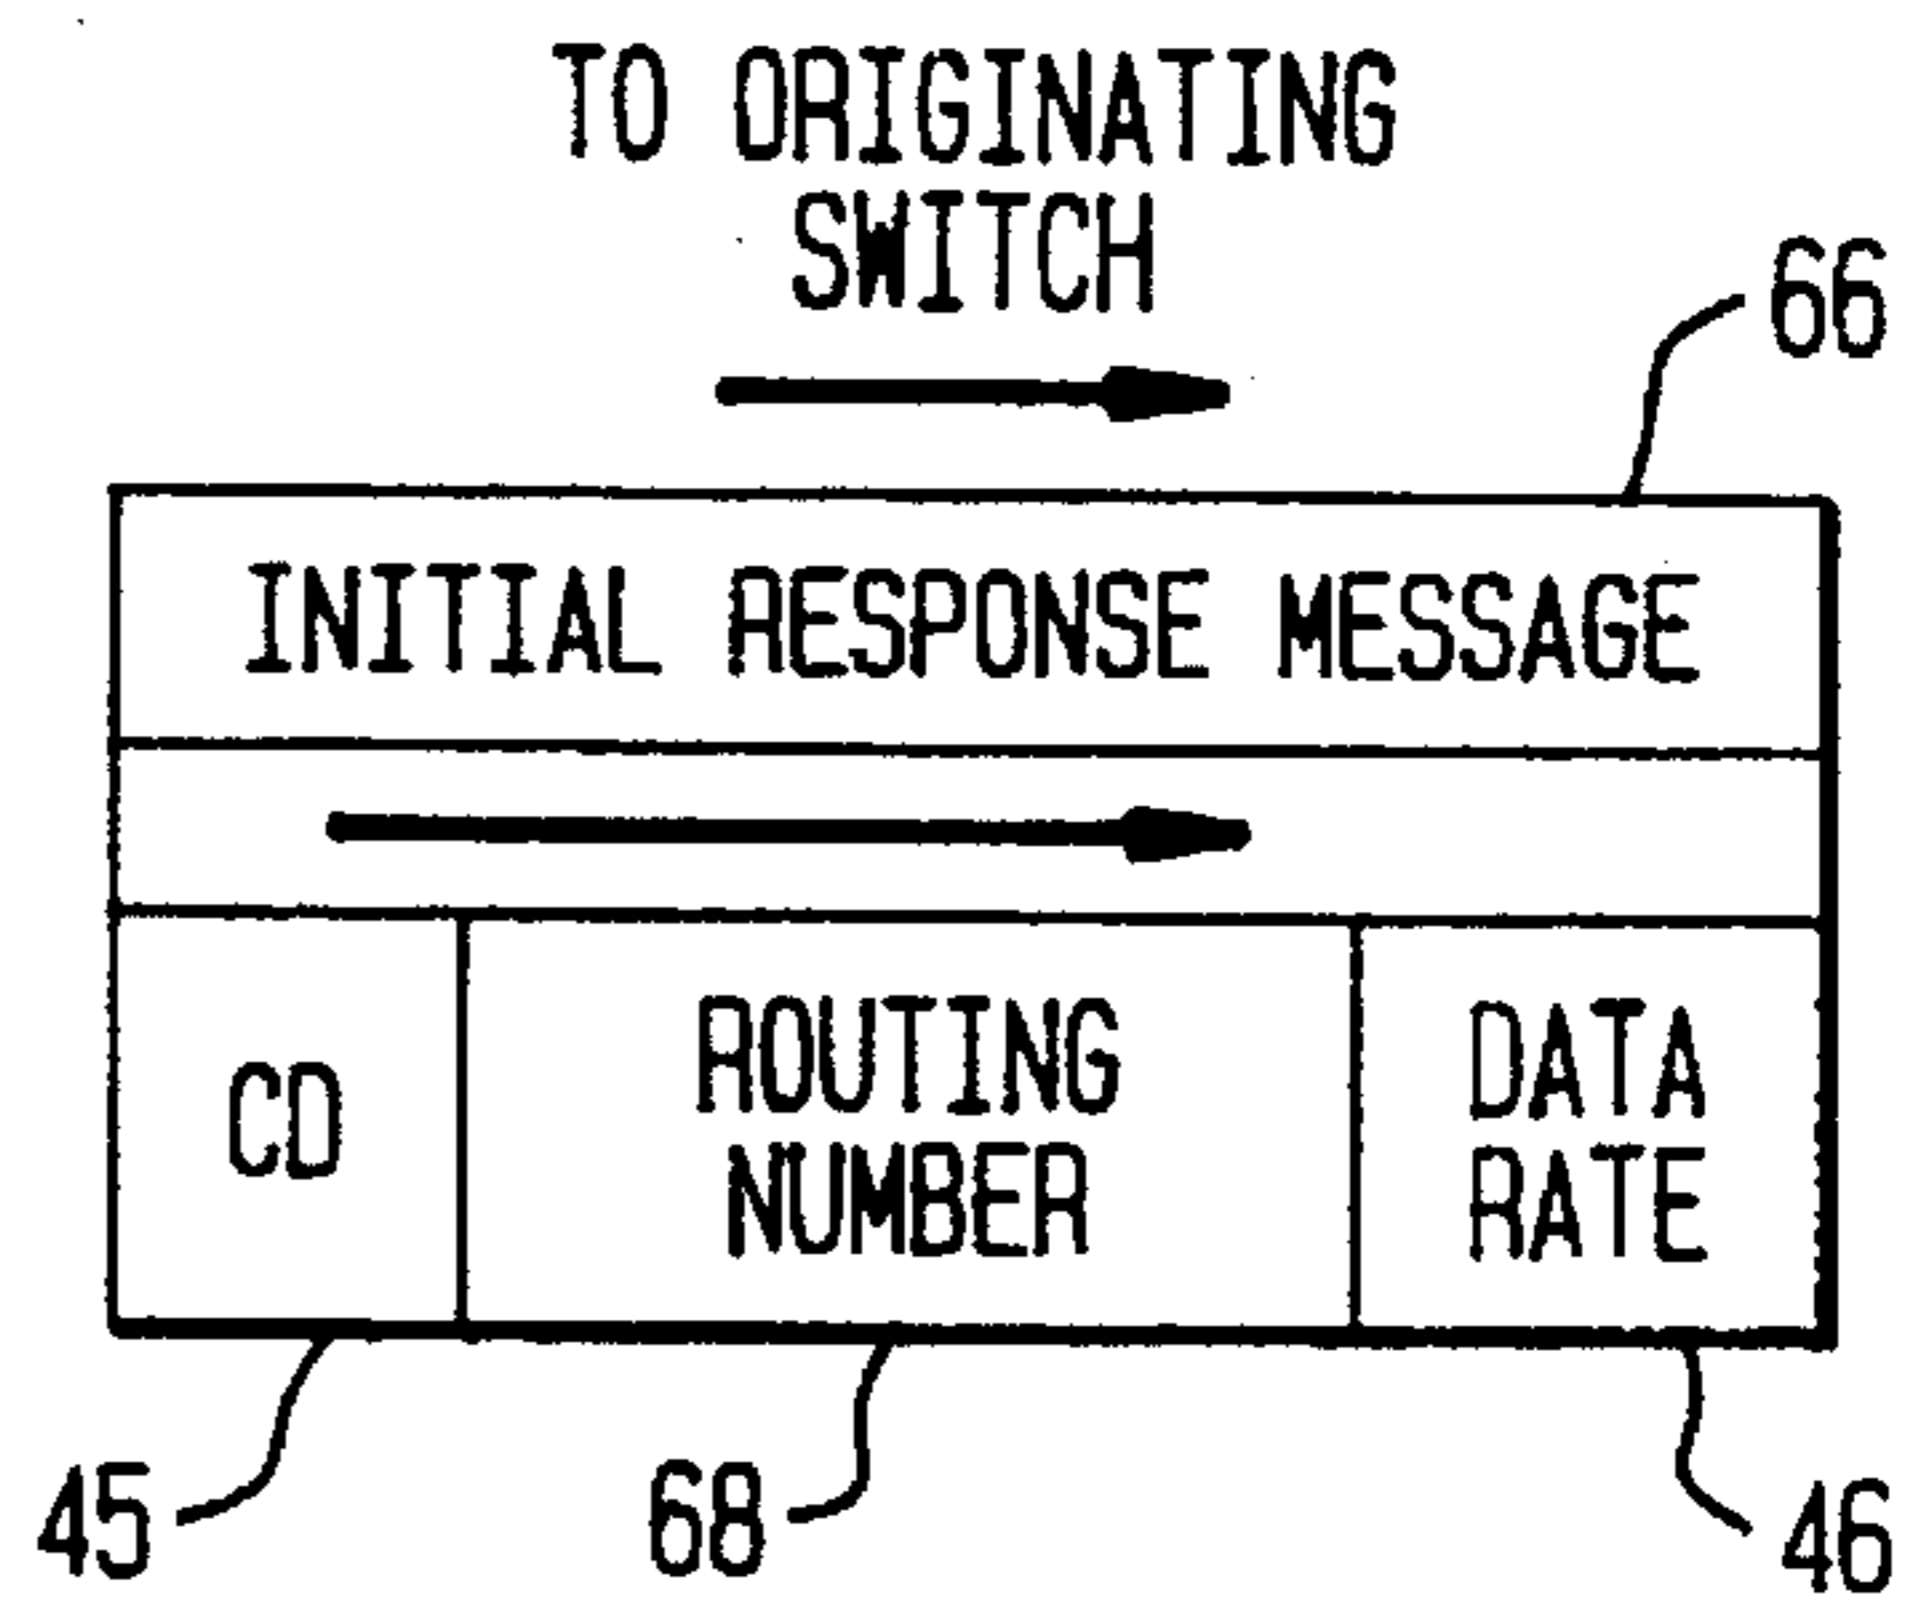 TO ORIGINATING
SWITCH
66
INITIAL RESPONSE MESSAGE
CD
ROUTING
NUMBER
DATA
RATE
45
68
46